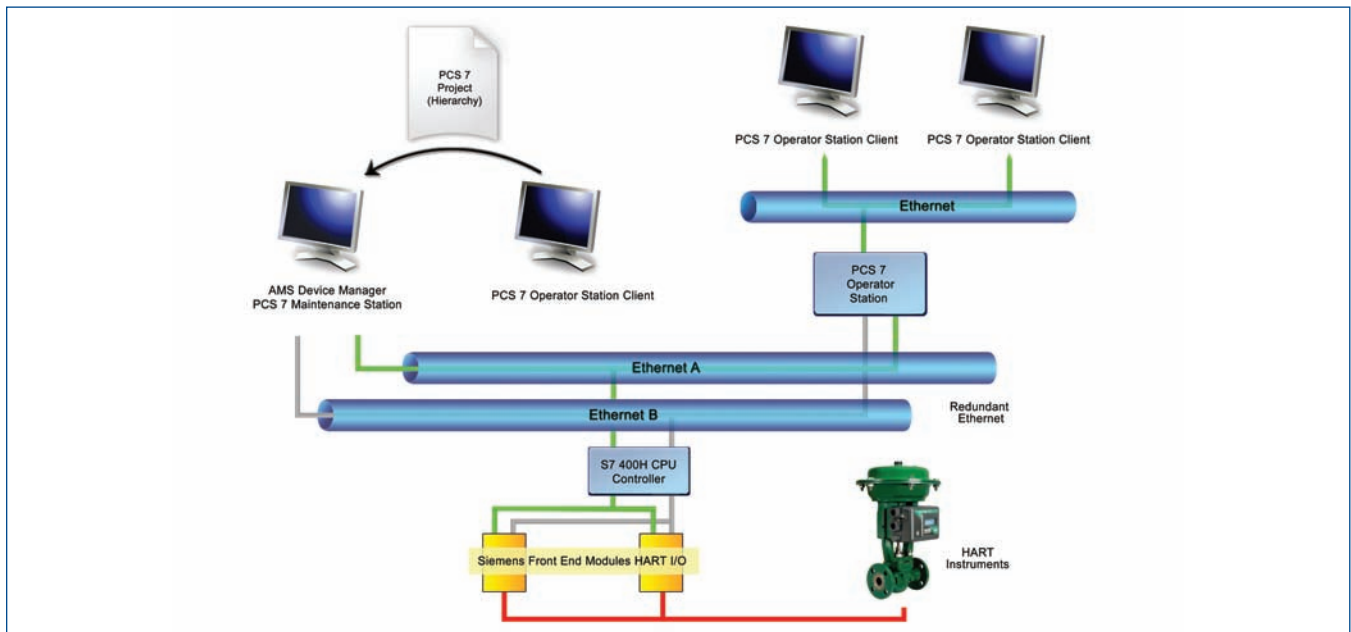 PCS 7
Project
(Hierarchy)
PCS 7 Operator Station Client
PCS 7 Operator Station Client
Ethernet
AMS Device Manager
PCS 7 Maintenance Station
PCS 7 Operator Station Client
PCS 7
Operator
Station
Ethernet A
Ethernet B
Redundant
Ethernet
S7 400H CPU
Controller
Siemens Front End Modules HART I/O
HART
Instruments